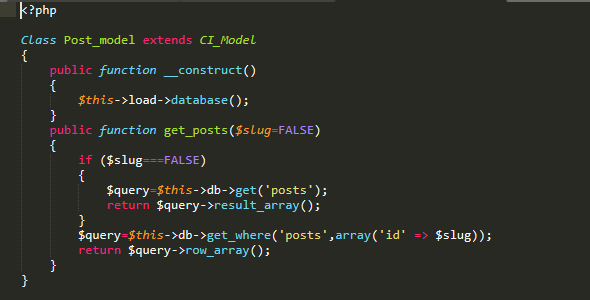 <?php
Class Post_model extends CI_Model
{
    public function __construct()
    {
        $this->load->database();
    }
    public function get_posts($slug=FALSE)
    {
        if ($slug===FALSE)
        {
            $query=$this->db->get('posts');
            return $query->result_array();
        }
        $query=$this->db->get_where('posts',array('id' => $slug));
        return $query->row_array();
    }
}